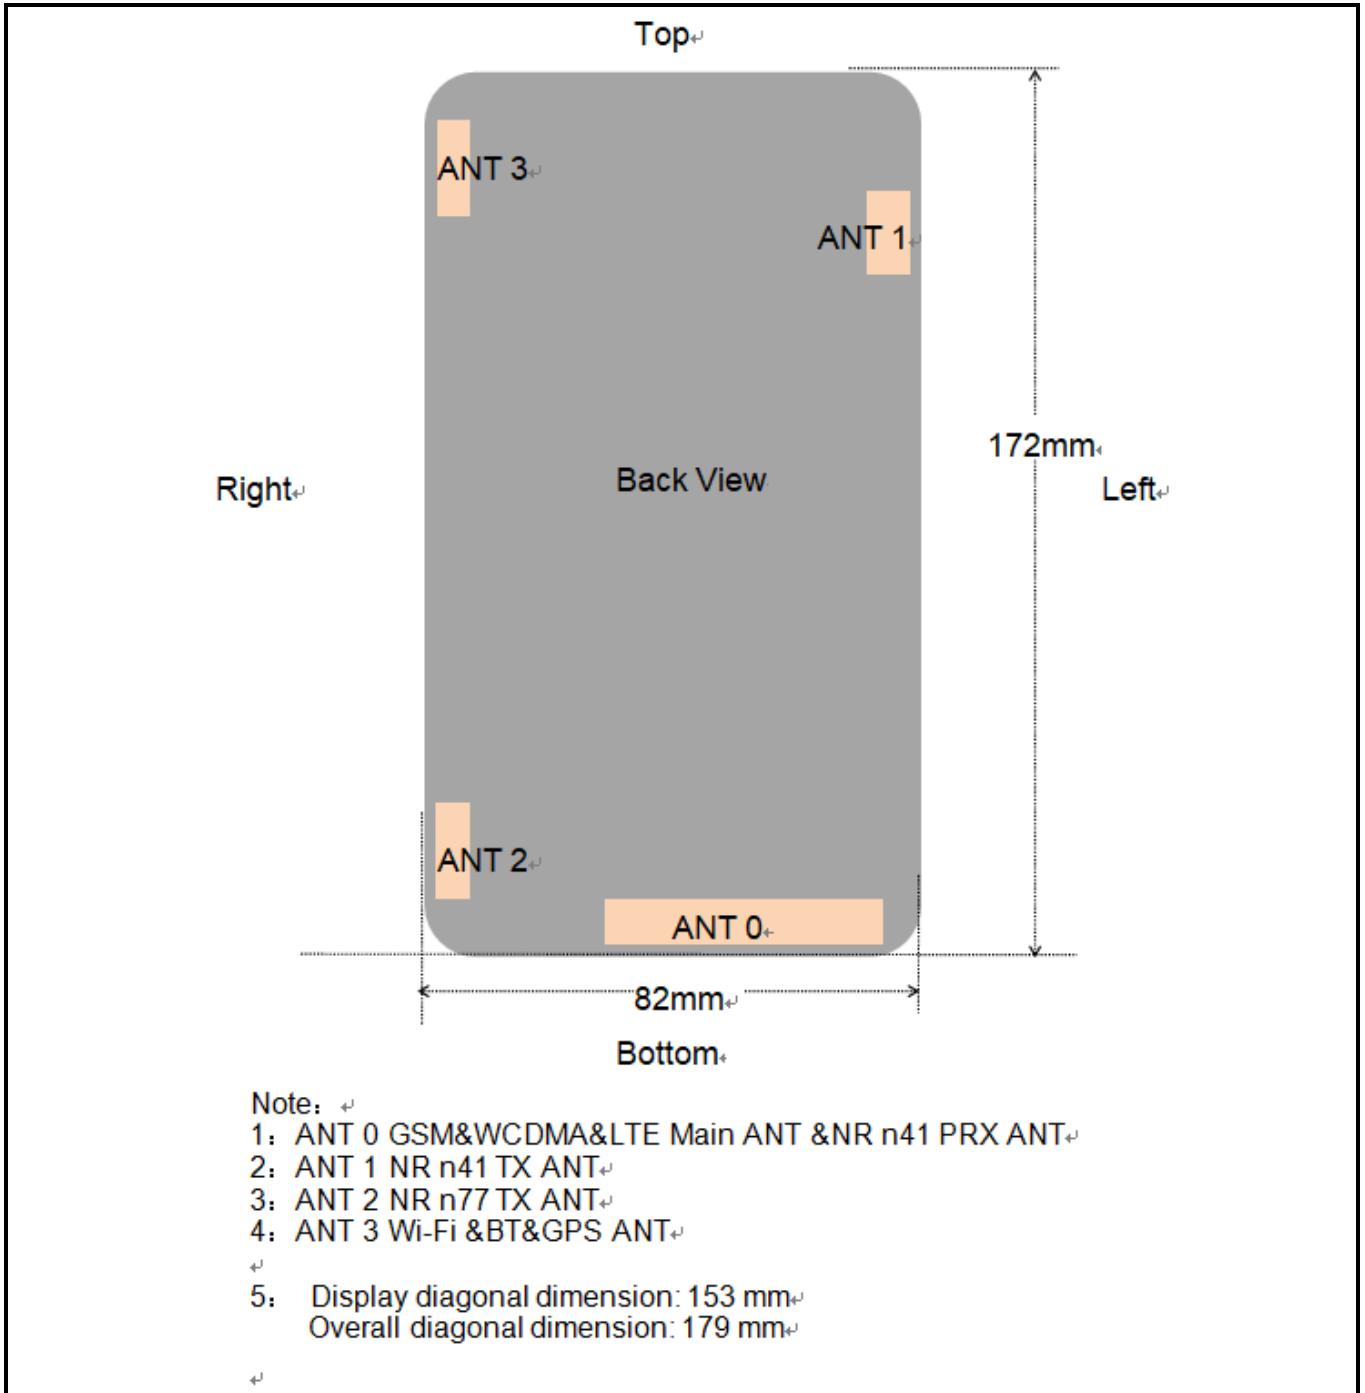 Top
ANT 3
ANT 1
172mm
Back View
Right
Left
ANT 2
ANT 0
82mm
Bottom
Note：
1：ANT 0 GSM&WCDMA&LTE Main ANT &NR n41 PRX ANT
2：ANT 1 NR n41 TX ANT
3：ANT 2 NR n77 TX ANT
4：ANT 3 Wi-Fi &BT&GPS ANT
5： Display diagonal dimension: 153 mm
Overall diagonal dimension: 179 mm